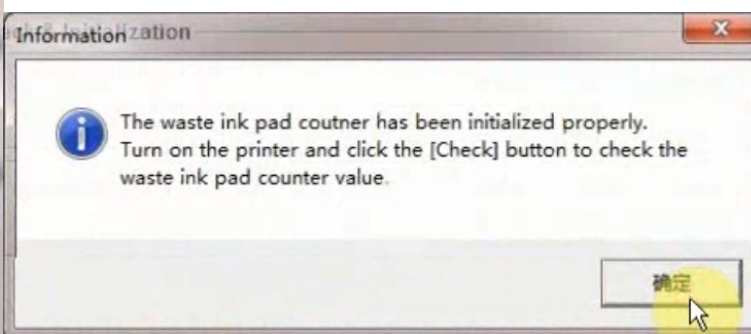 Information
The waste ink pad coutner has been initialized properly.
Turn on the printer and click the [Check] button to check the
waste ink pad counter value.
确定